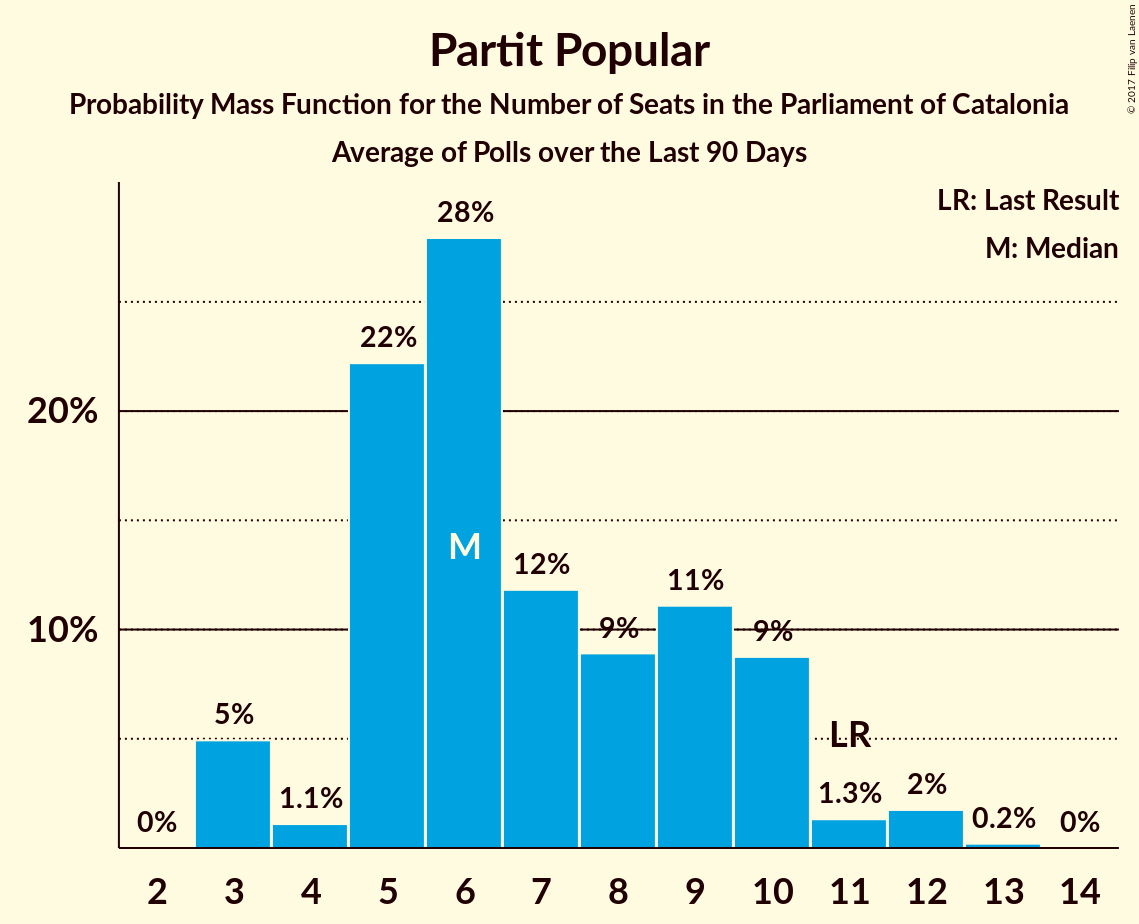 Partit Popular
Probability Mass Function for the Number of Seats in the Parliament of Catalonia
Average of Polls over the Last 90 Days
© 2017 Filip van Laenen
LR: Last Result
M: Median
28%
22%
20%
M
12%
11%
10%
9%
9%
5%
LR
1.1%
1.3%
2%
0%
0.2%
0%
2 3 4 5 6 7 8 9 10 11 12 13 14